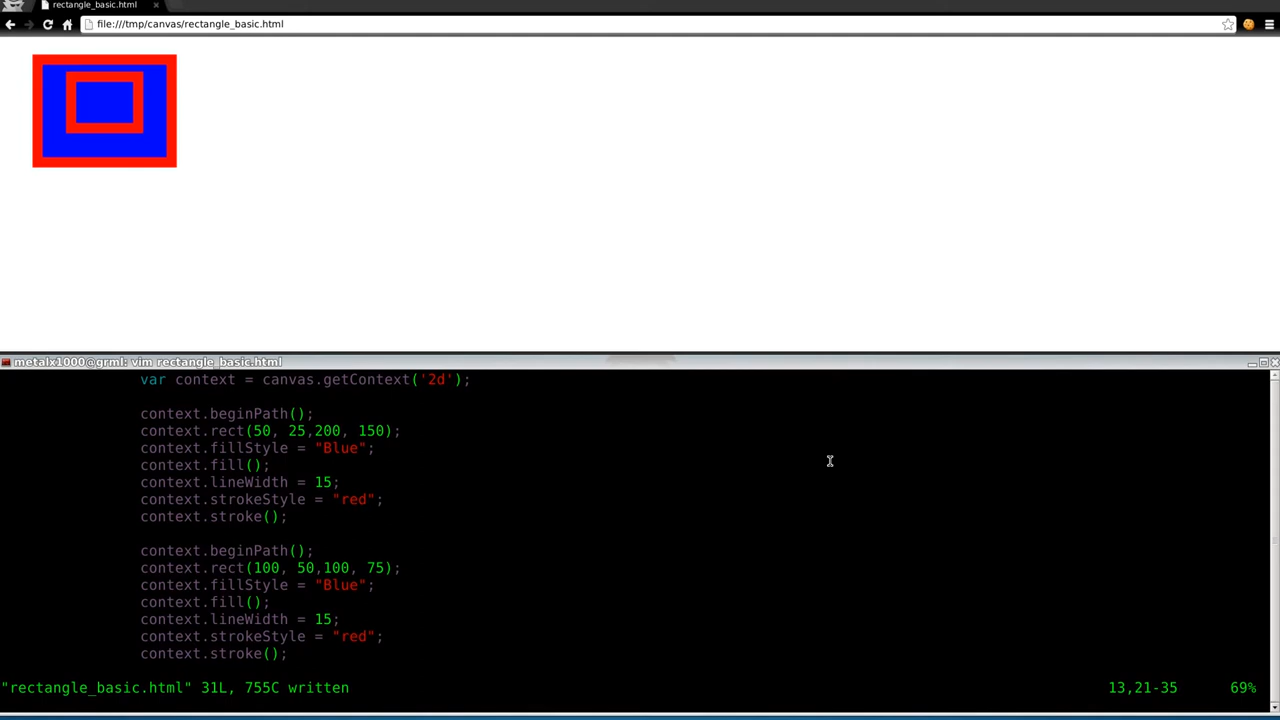 rectangle_basic.html
file:///tmp/canvas/rectangle_basic.html
metalx1000@grml: vim rectangle_basic.html
var context = canvas.getContext('2d');
context.beginPath();
context.rect(50, 25,200, 150);
context.fillStyle = "Blue";
context.fill();
context.lineWidth = 15;
context.strokeStyle = "red";
context.stroke();
context.beginPath();
context.rect(100, 50,100, 75);
context.fillStyle = "Blue";
context.fill();
context.lineWidth = 15;
context.strokeStyle = "red";
context.stroke();
"rectangle_basic.html" 31L, 755C written 13,21-35 69%